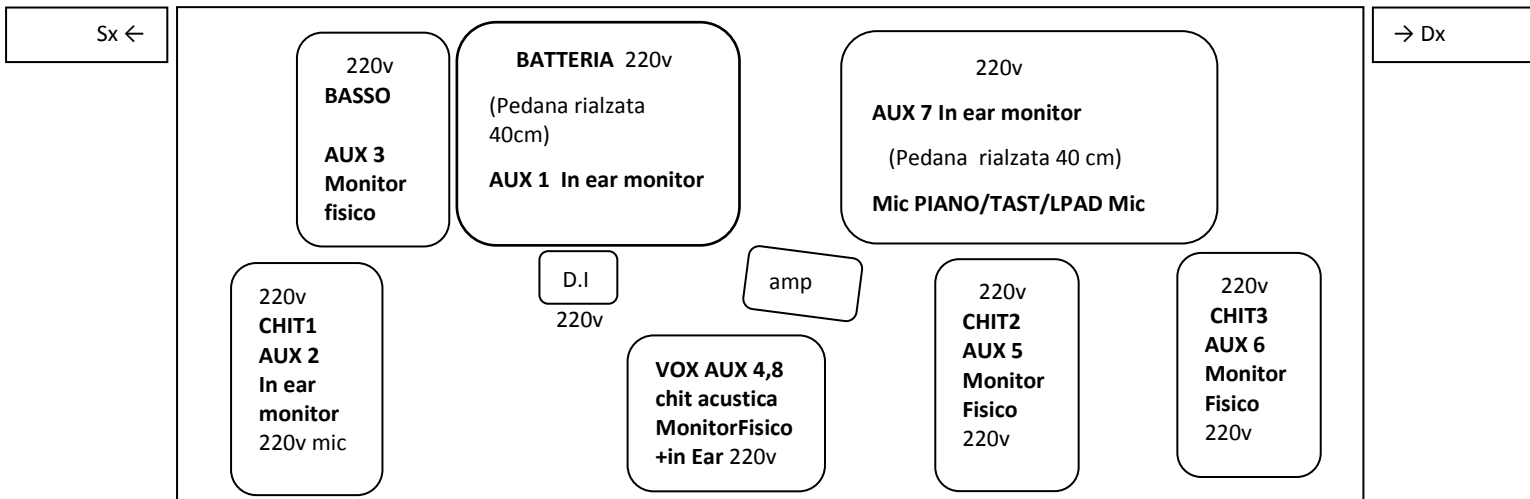 Sx ←
→ Dx
220v
BASSO
AUX 3
Monitor
fisico
BATTERIA 220v
(Pedana rialzata
40cm)
AUX 1 In ear monitor
220v
AUX 7 In ear monitor
(Pedana rialzata 40 cm)
Mic PIANO/TAST/LPAD Mic
220v
CHIT1
AUX 2
In ear
monitor
220v mic
D.I
220v
amp
VOX AUX 4,8
chit acustica
MonitorFisico
+in Ear 220v
220v
CHIT2
AUX 5
Monitor
Fisico
220v
220v
CHIT3
AUX 6
Monitor
Fisico
220v